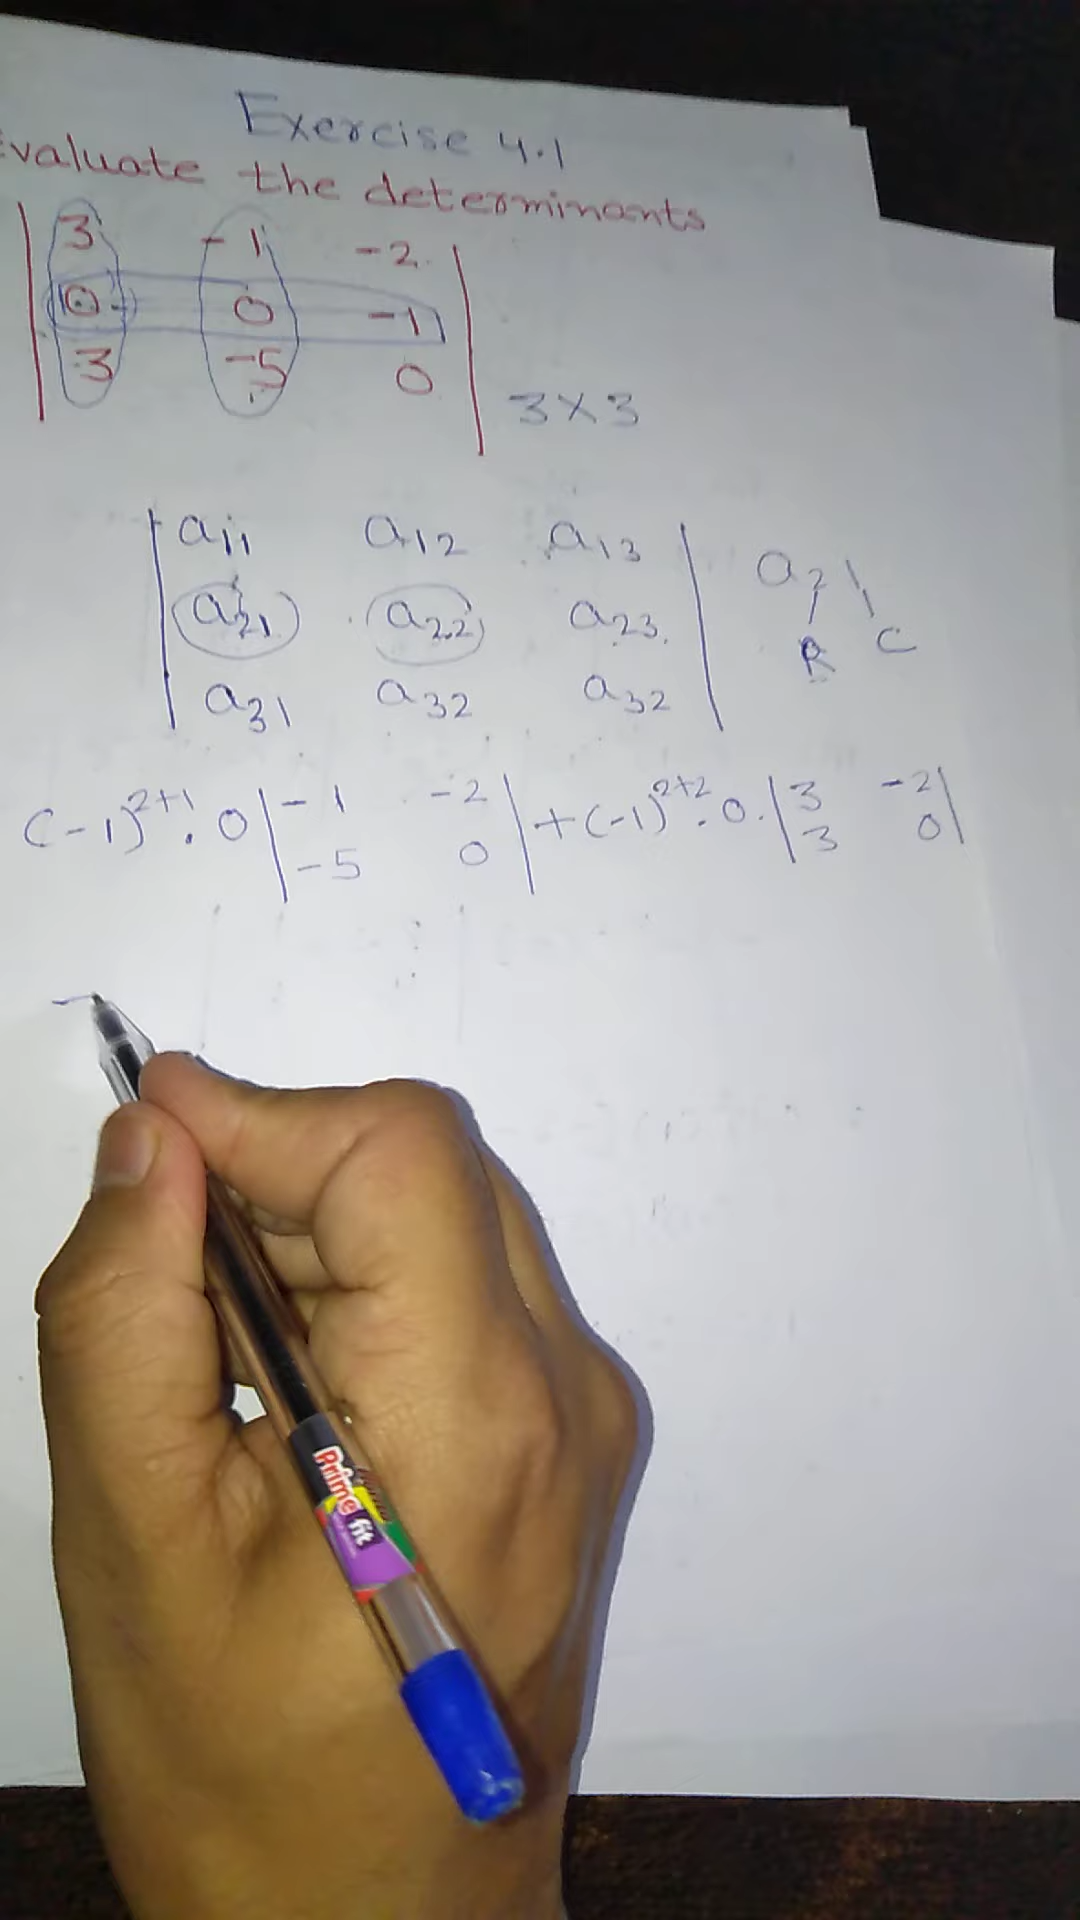 Exercise 4.1
Evaluate the determinants
| 3 -1 -2 |
| 0 0 -1 |
| 3 -5 0 | 3×3
| a11 a12 a13 |
| a21 a22 a23 | a21
R C
| a31 a32 a32 |
(-1)^2+1 . 0 | -1 -2 | + (-1)^2+2 . 0 . | 3 -2 |
| -5 0 | | 3 0 |
Prime fit